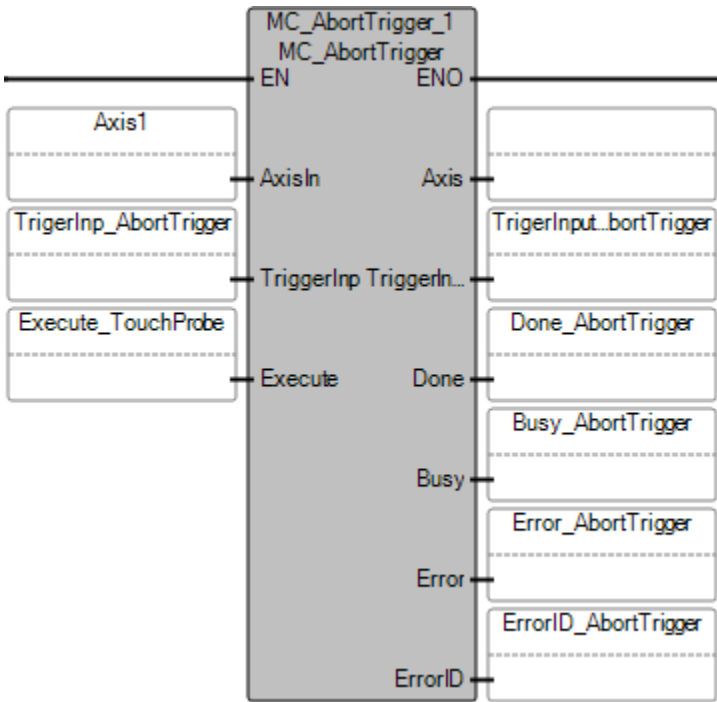 MC_AbortTrigger_1
MC_AbortTrigger
EN ENO
Axis1
AxisIn Axis
TrigerInp_AbortTrigger TrigerInput...bortTrigger
TriggerInp TriggerIn...
Execute_TouchProbe Done_AbortTrigger
Execute Done
Busy_AbortTrigger
Busy
Error_AbortTrigger
Error
ErrorID_AbortTrigger
ErrorID